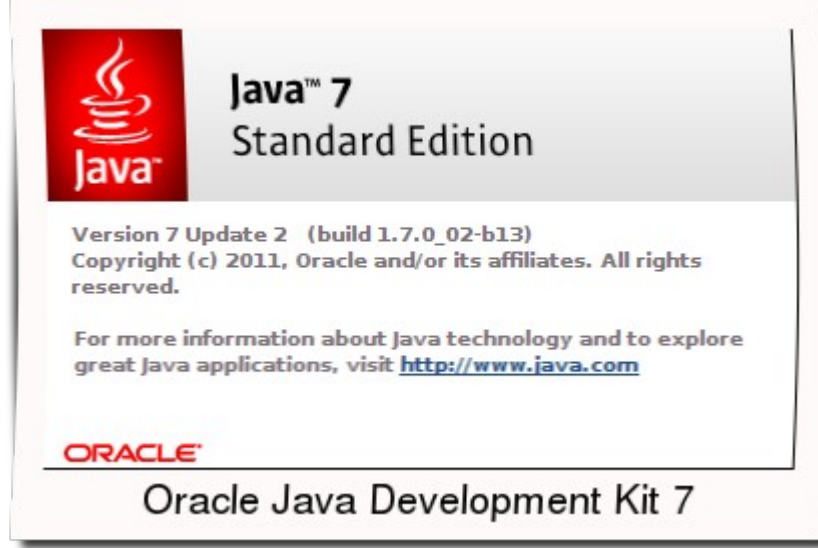 Java™
Java™ 7
Standard Edition
Version 7 Update 2 (build 1.7.0_02-b13)
Copyright (c) 2011, Oracle and/or its affiliates. All rights
reserved.
For more information about Java technology and to explore
great Java applications, visit http://www.java.com
ORACLE®
Oracle Java Development Kit 7